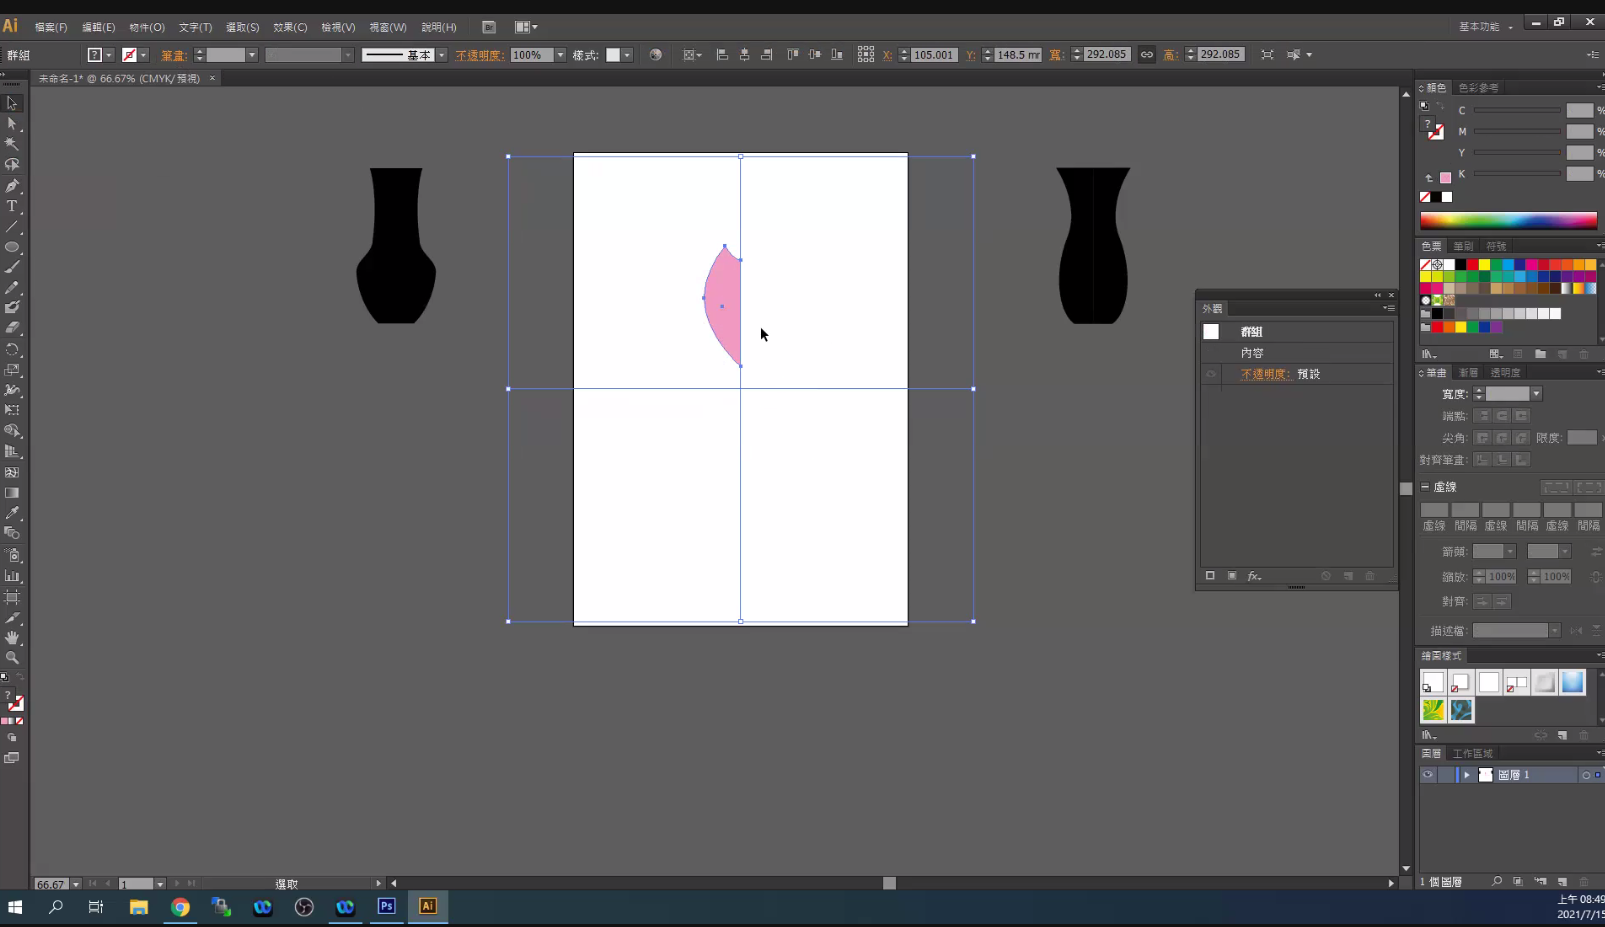 Ai 檔案(F) 編輯(E) 物件(O) 文字(T) 選取(S) 效果(C) 檢視(V) 視窗(W) 說明(H) Br 基本功能
群組 ? 筆畫: 基本 不透明度: 100% 樣式: X: 105.001 Y: 148.5 mm 寬: 292.085 高: 292.085
未命名-1* @ 66.67% (CMYK/預視) ×
顏色 色彩參考
? C %
M %
Y %
K %
色票 筆刷 符號
外觀
群組
內容
不透明度: 預設
fx
筆畫 漸層 透明度
寬度:
端點:
尖角: 限度:
對齊筆畫:
虛線
虛線 間隔 虛線 間隔 虛線 間隔
箭頭:
縮放: 100% 100%
對齊:
描述檔:
繪圖樣式
圖層 工作區域
圖層 1
1 個圖層
66.67 1 選取
Ps Ai
上午 08:49
2021/7/15